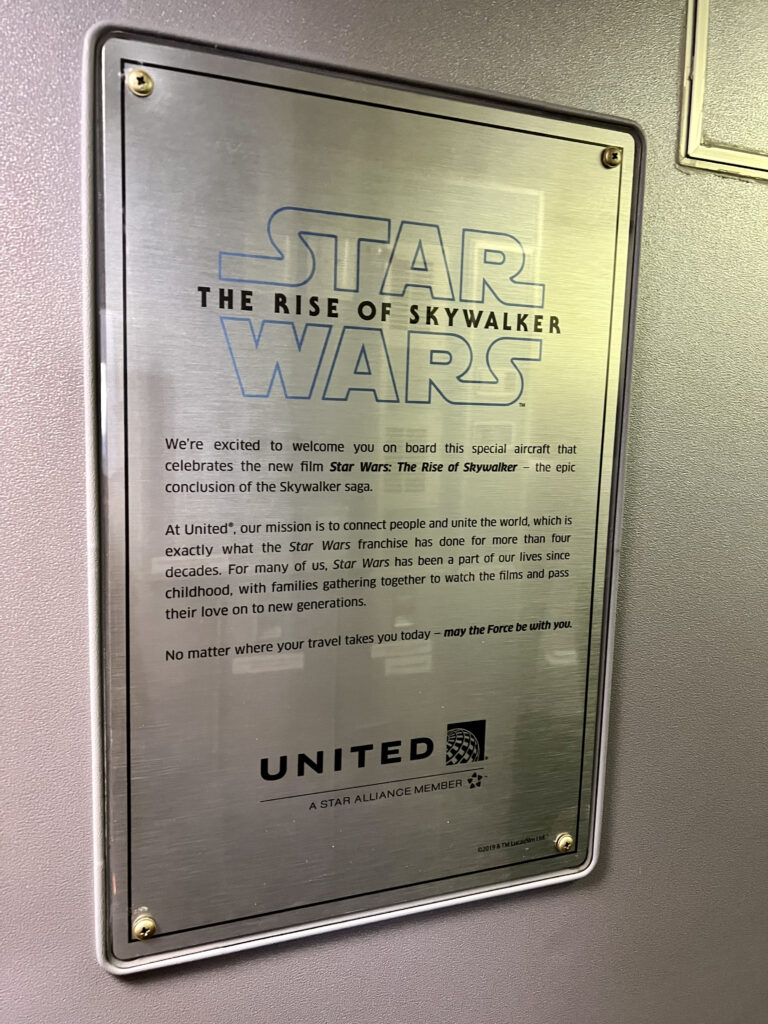 STAR
THE RISE OF SKYWALKER
WARS™
We're excited to welcome you on board this special aircraft that
celebrates the new film Star Wars: The Rise of Skywalker – the epic
conclusion of the Skywalker saga.
At United®, our mission is to connect people and unite the world, which is
exactly what the Star Wars franchise has done for more than four
decades. For many of us, Star Wars has been a part of our lives since
childhood, with families gathering together to watch the films and pass
their love on to new generations.
No matter where your travel takes you today – may the Force be with you.
UNITED
A STAR ALLIANCE MEMBER
©2019 & TM Lucasfilm Ltd.